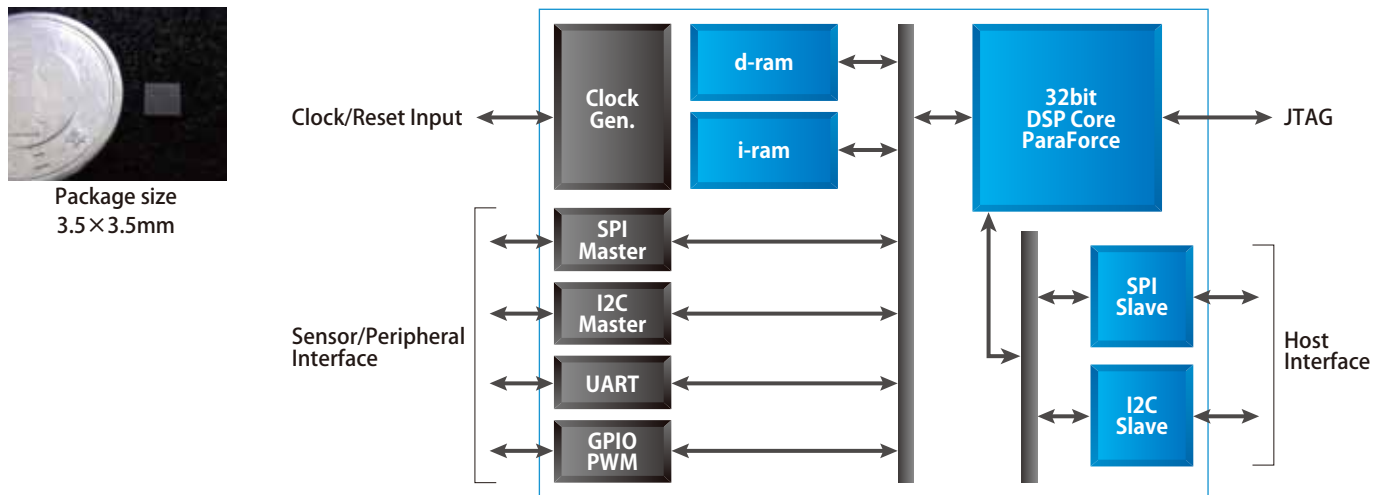 Package size
3.5×3.5mm
Clock/Reset Input
Clock
Gen.
d-ram
i-ram
32bit
DSP Core
ParaForce
JTAG
Sensor/Peripheral
Interface
SPI
Master
I2C
Master
UART
GPIO
PWM
SPI
Slave
I2C
Slave
Host
Interface